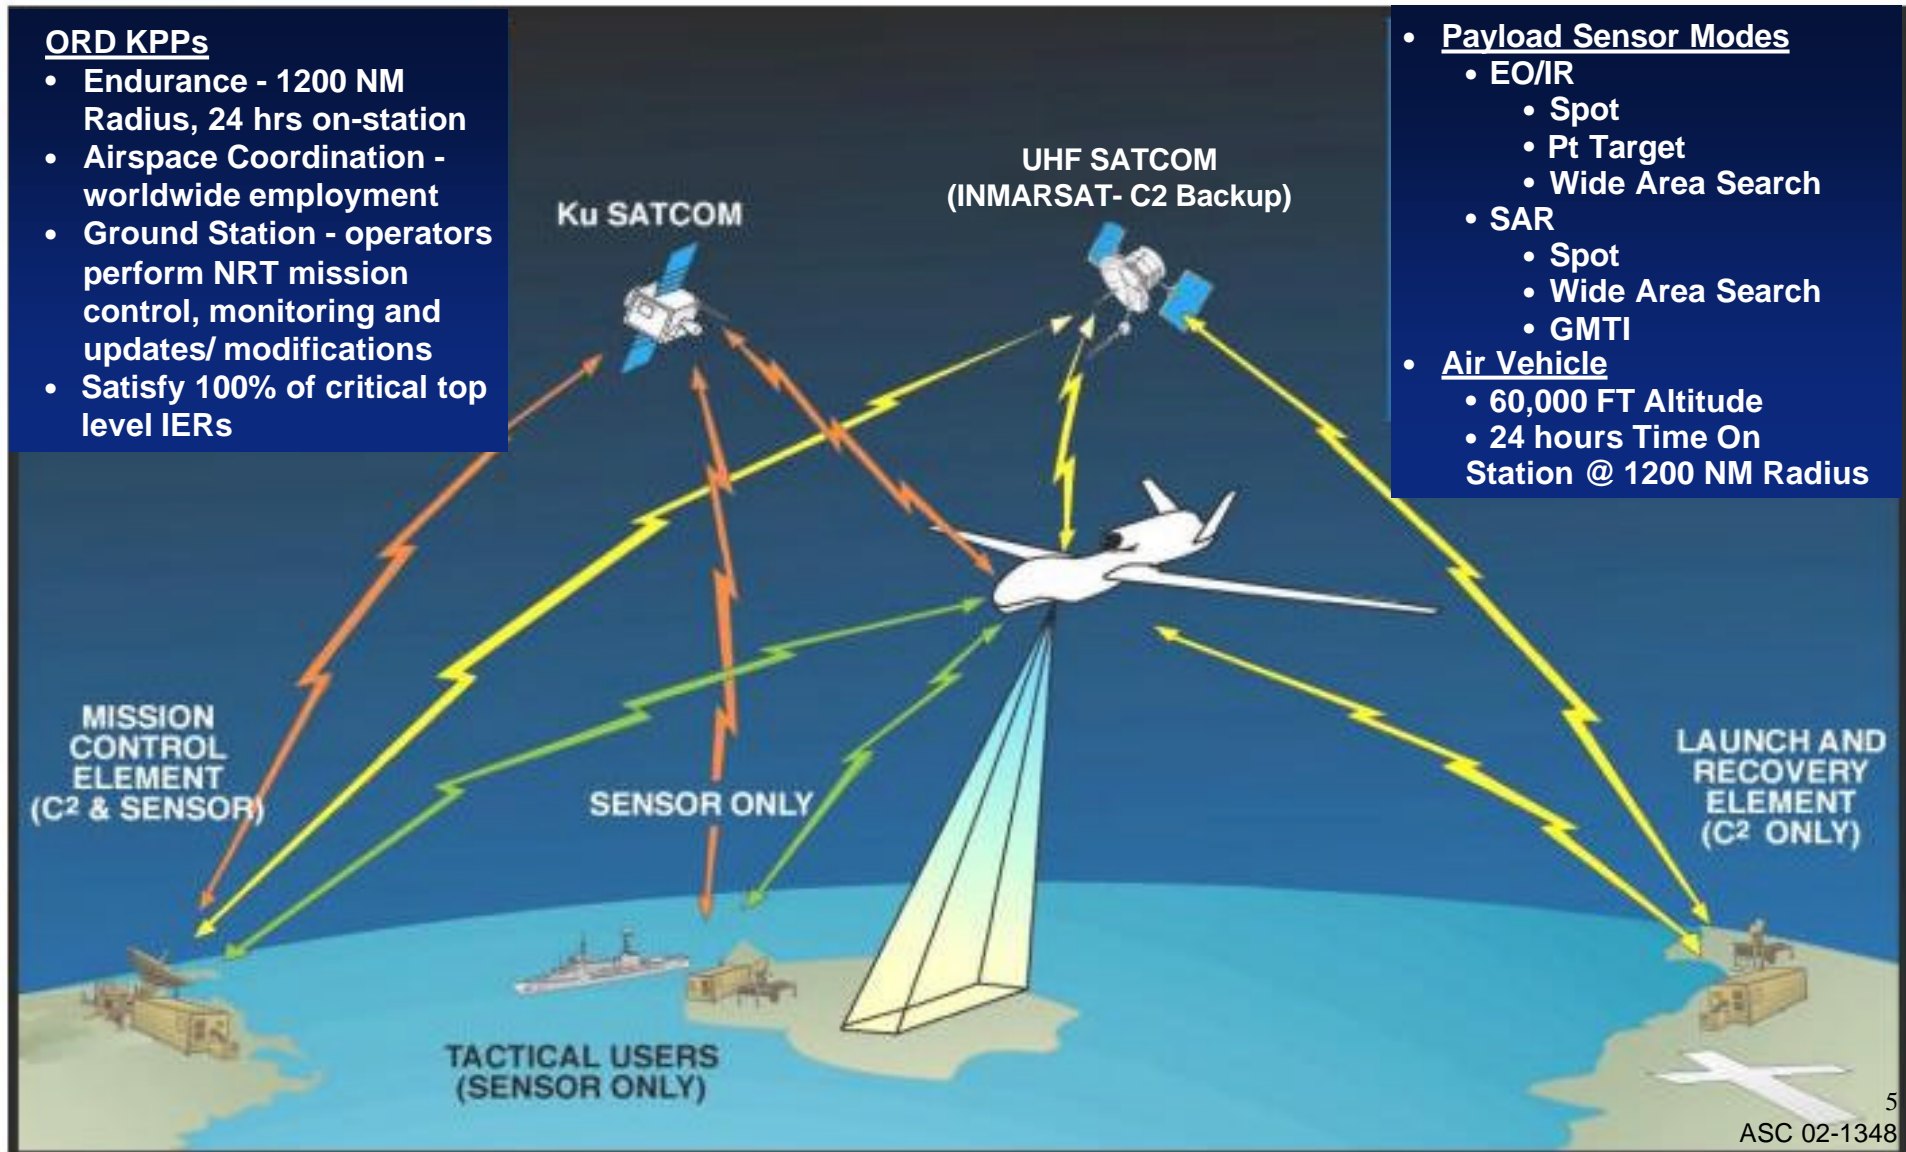 ORD KPPs
• Endurance - 1200 NM
Radius, 24 hrs on-station
• Airspace Coordination -
worldwide employment
• Ground Station - operators
perform NRT mission
control, monitoring and
updates/ modifications
• Satisfy 100% of critical top
level IERs
Ku SATCOM
UHF SATCOM
(INMARSAT- C2 Backup)
• Payload Sensor Modes
• EO/IR
• Spot
• Pt Target
• Wide Area Search
• SAR
• Spot
• Wide Area Search
• GMTI
• Air Vehicle
• 60,000 FT Altitude
• 24 hours Time On
Station @ 1200 NM Radius
MISSION
CONTROL
ELEMENT
(C² & SENSOR)
SENSOR ONLY
LAUNCH AND
RECOVERY
ELEMENT
(C² ONLY)
TACTICAL USERS
(SENSOR ONLY)
5
ASC 02-1348